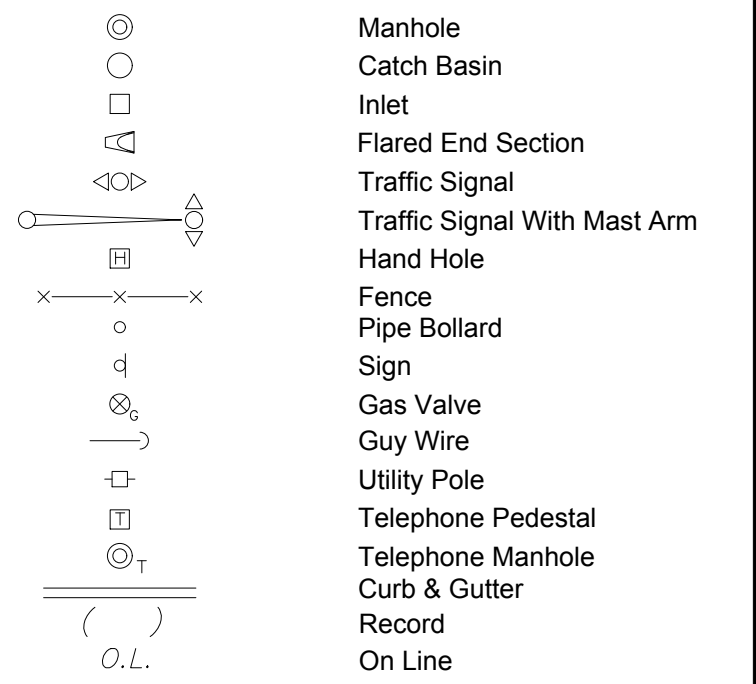 Manhole
Catch Basin
Inlet
Flared End Section
Traffic Signal
Traffic Signal With Mast Arm
H Hand Hole
Fence
Pipe Bollard
Sign
G Gas Valve
Guy Wire
Utility Pole
T Telephone Pedestal
T Telephone Manhole
Curb & Gutter
( ) Record
O.L. On Line